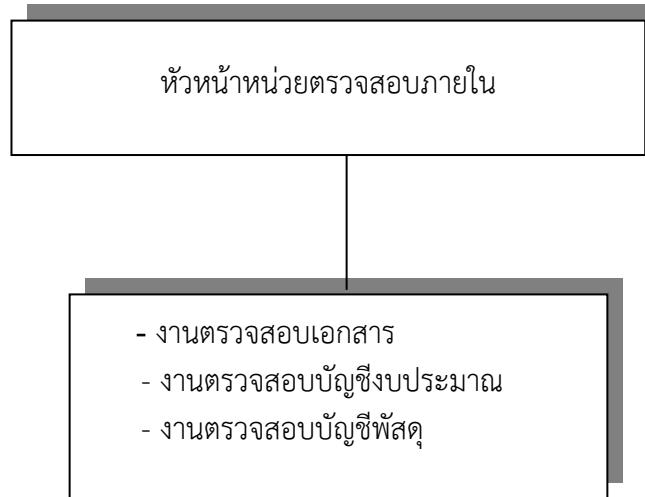 หัวหน้าหน่วยตรวจสอบภายใน
- งานตรวจสอบเอกสาร
- งานตรวจสอบบัญชีงบประมาณ
- งานตรวจสอบบัญชีพัสดุ